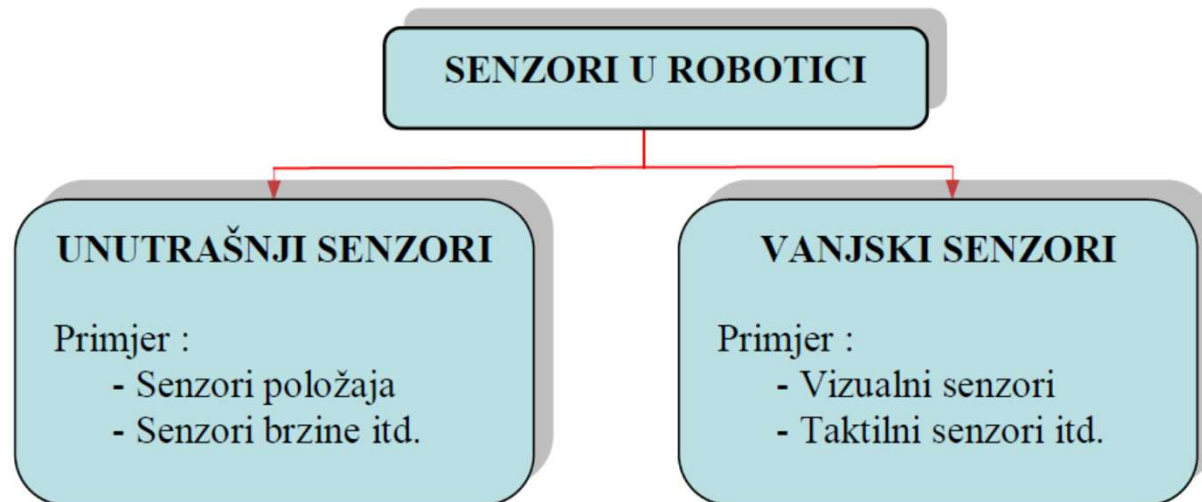 SENZORI U ROBOTICI
UNUTRAŠNJI SENZORI
Primjer :
- Senzori položaja
- Senzori brzine itd.
VANJSKI SENZORI
Primjer :
- Vizualni senzori
- Taktilni senzori itd.